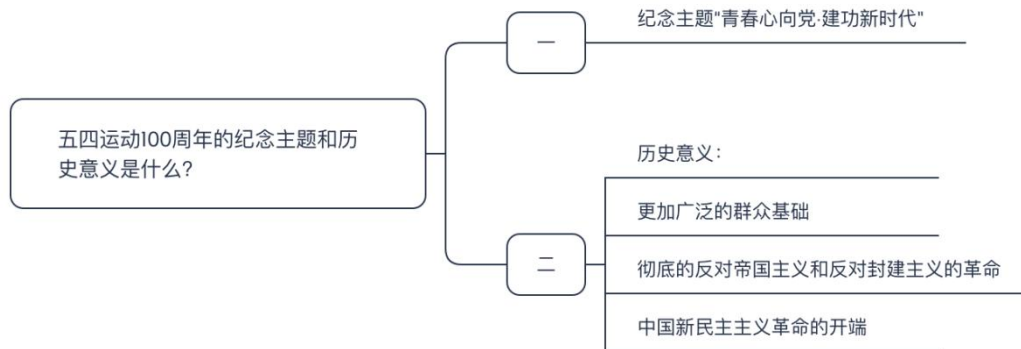 纪念主题"青春心向党·建功新时代"
一
五四运动100周年的纪念主题和历
史意义是什么?
历史意义：
更加广泛的群众基础
二
彻底的反对帝国主义和反对封建主义的革命
中国新民主主义革命的开端